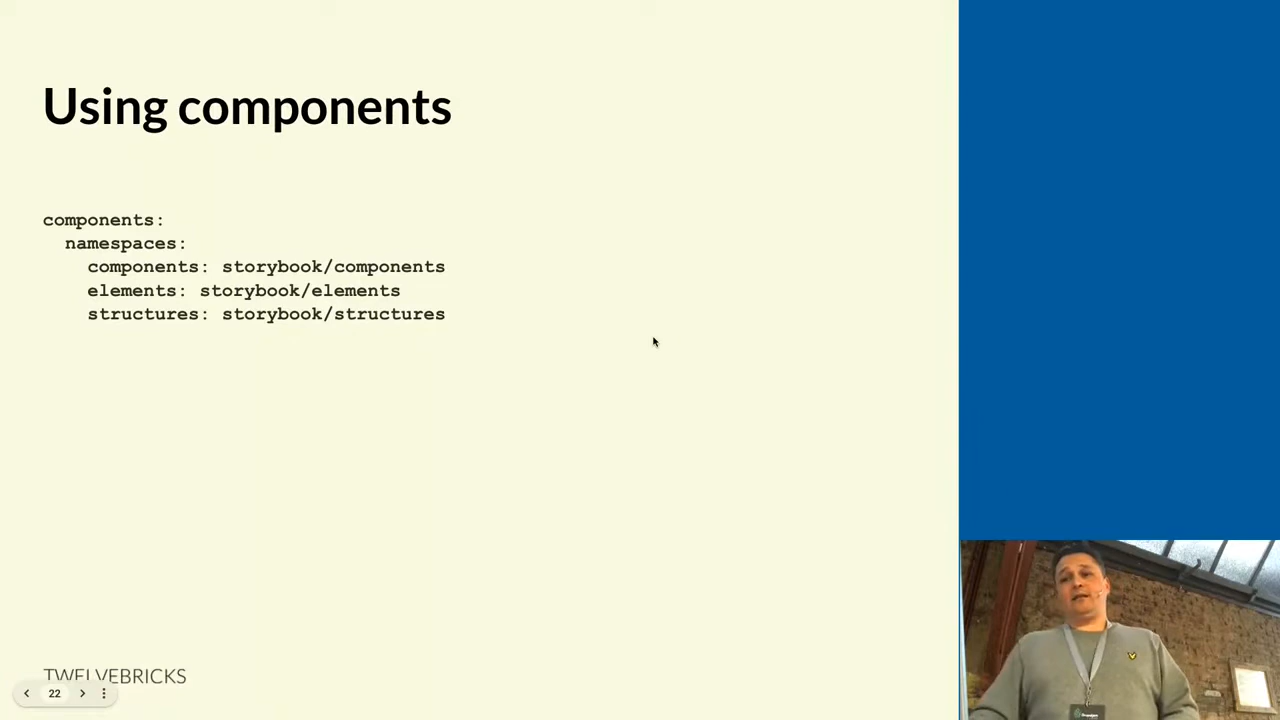 Using components
components:
  namespaces:
    components: storybook/components
    elements: storybook/elements
    structures: storybook/structures
TWELVEBRICKS
22